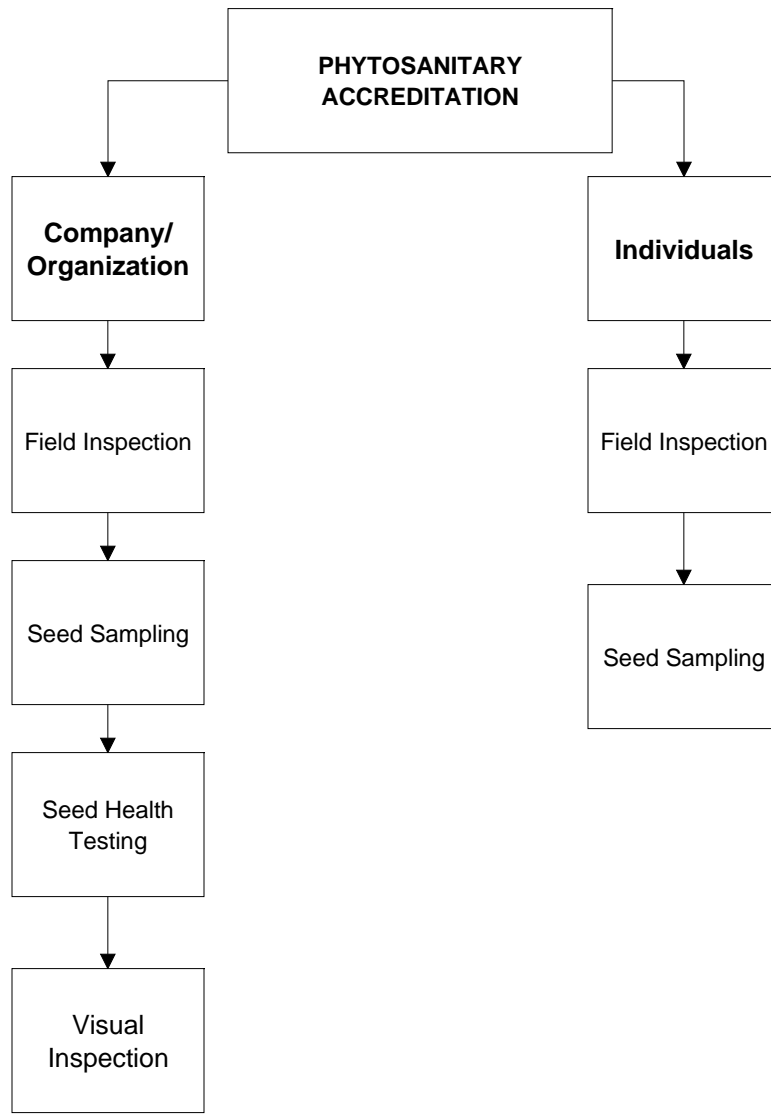 PHYTOSANITARY
ACCREDITATION
Company/
Organization
Field Inspection
Seed Sampling
Seed Health
Testing
Visual
Inspection
Individuals
Field Inspection
Seed Sampling